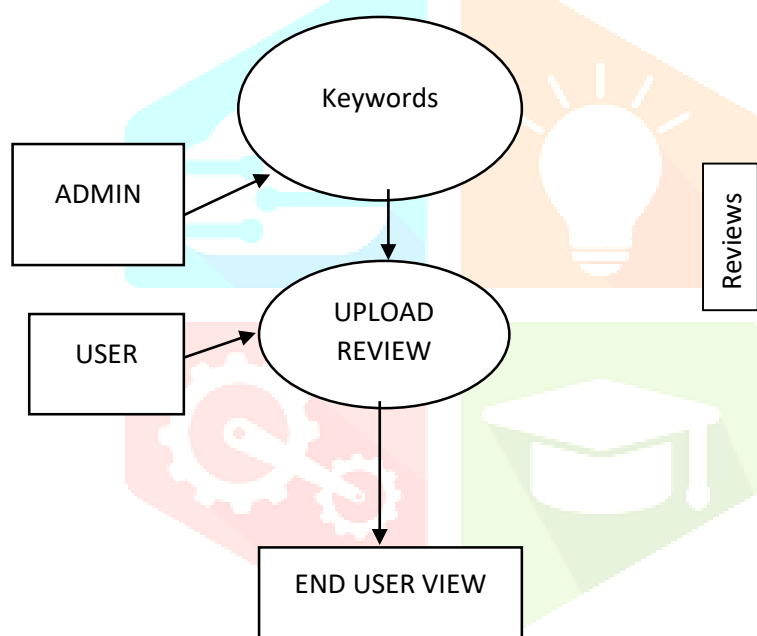 Keywords
ADMIN
Reviews
UPLOAD
REVIEW
USER
END USER VIEW